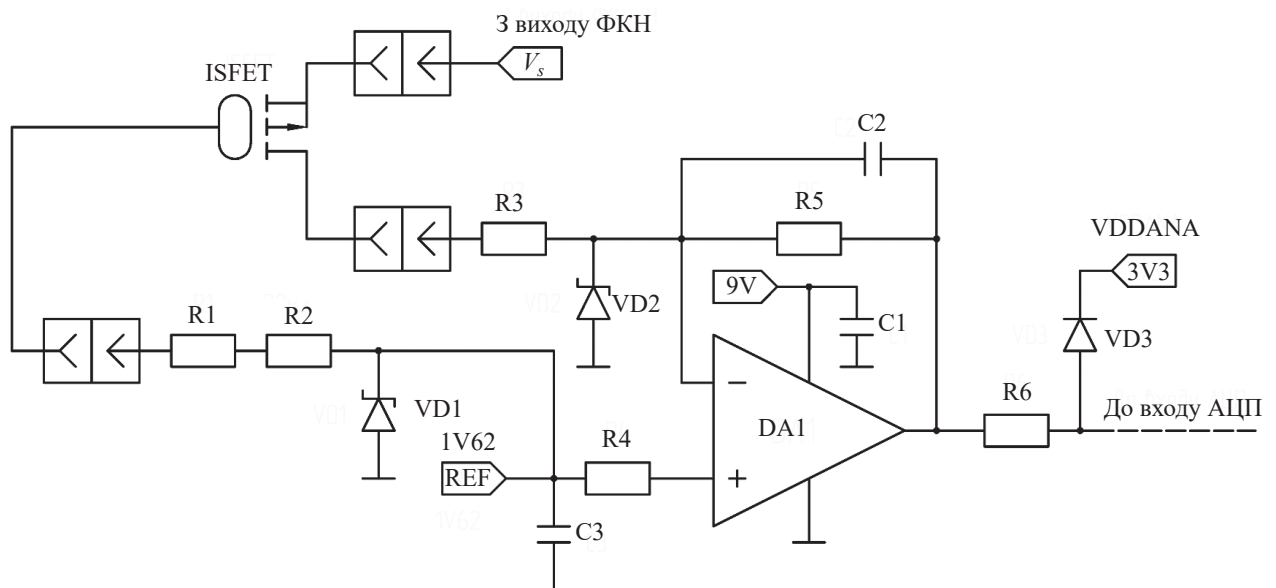 З виходу ФКН
Vs
ISFET
C2
R3
R5
VDDANA
3V3
9V
VD2
C1
VD3
R1
R2
VD1
1V62
REF
R4
DA1
R6
До входу АЦП
C3